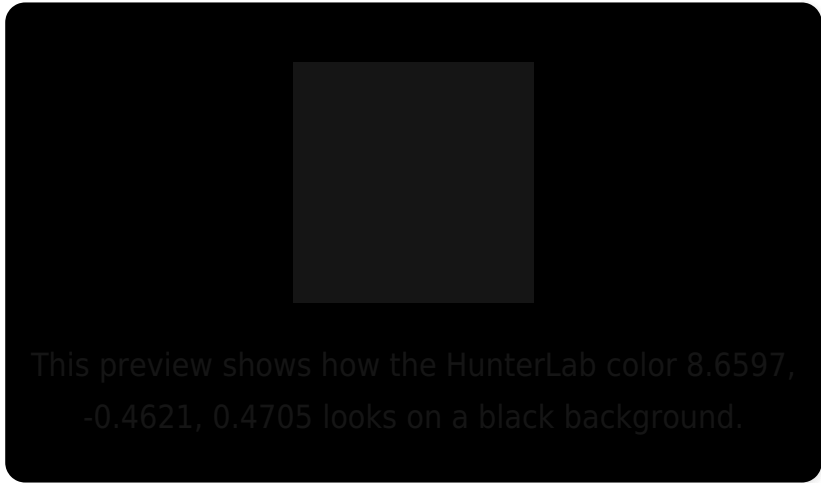 This preview shows how the HunterLab color 8.6597,
-0.4621, 0.4705 looks on a black background.